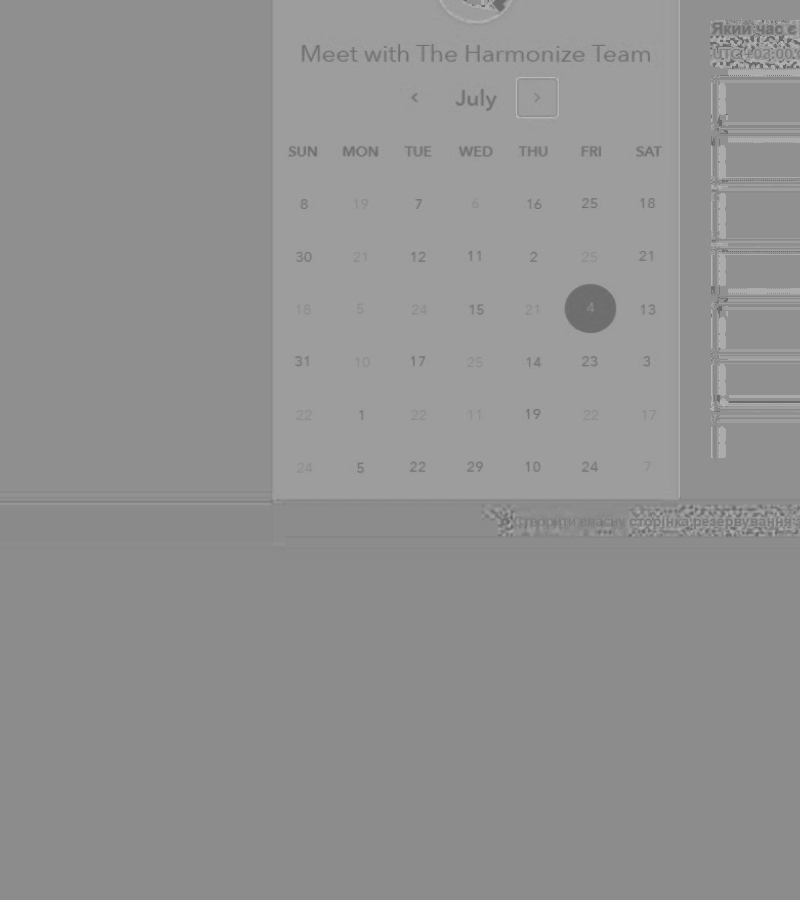 Meet with The Harmonize Team
July
SUN MON TUE WED THU FRI SAT
8 19 7 6 16 25 18
30 21 12 11 2 25 21
18 5 24 15 21 4 13
31 10 17 25 14 23 3
22 1 22 11 19 22 17
24 5 22 29 10 24 7
Який час є
UTC +03:00
Створити власну сторінка резервування з